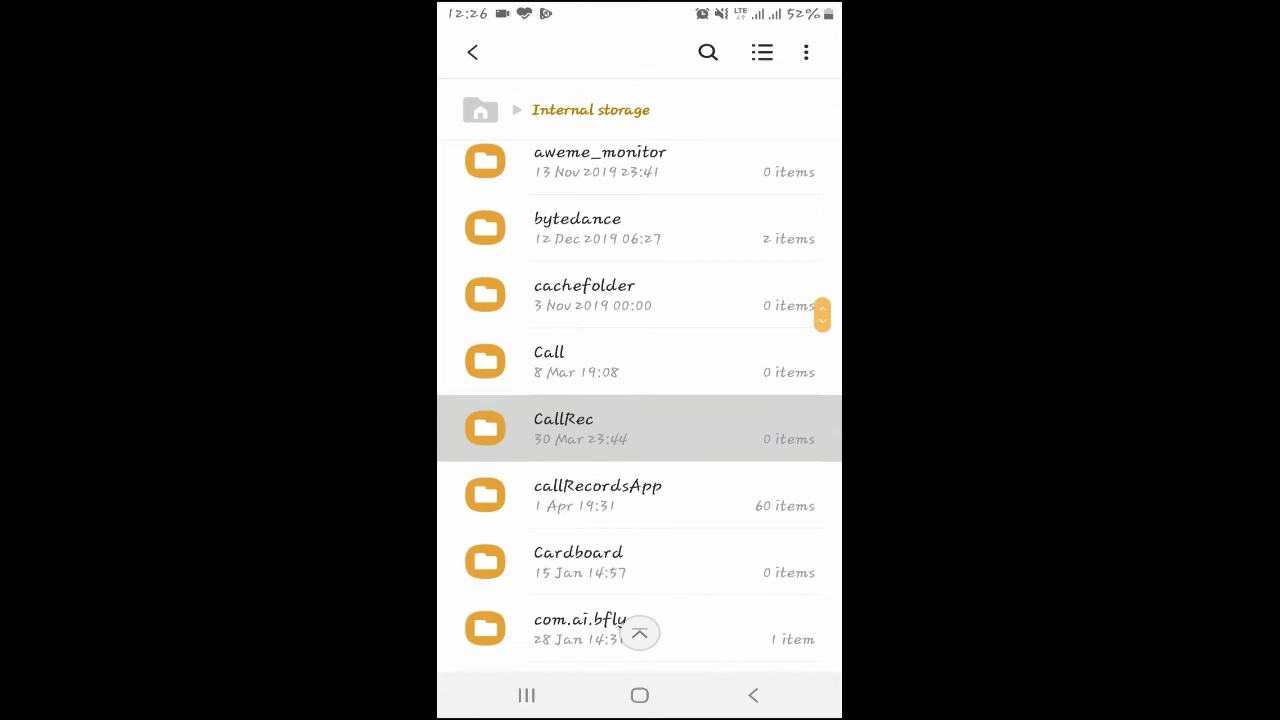 12:26
LTE
52%
Internal storage
aweme_monitor
13 Nov 2019 23:41
0 items
bytedance
12 Dec 2019 06:27
2 items
cachefolder
3 Nov 2019 00:00
0 items
Call
8 Mar 19:08
0 items
CallRec
30 Mar 23:44
0 items
callRecordsApp
1 Apr 19:31
60 items
Cardboard
15 Jan 14:57
0 items
com.ai.bfly
28 Jan
1 item